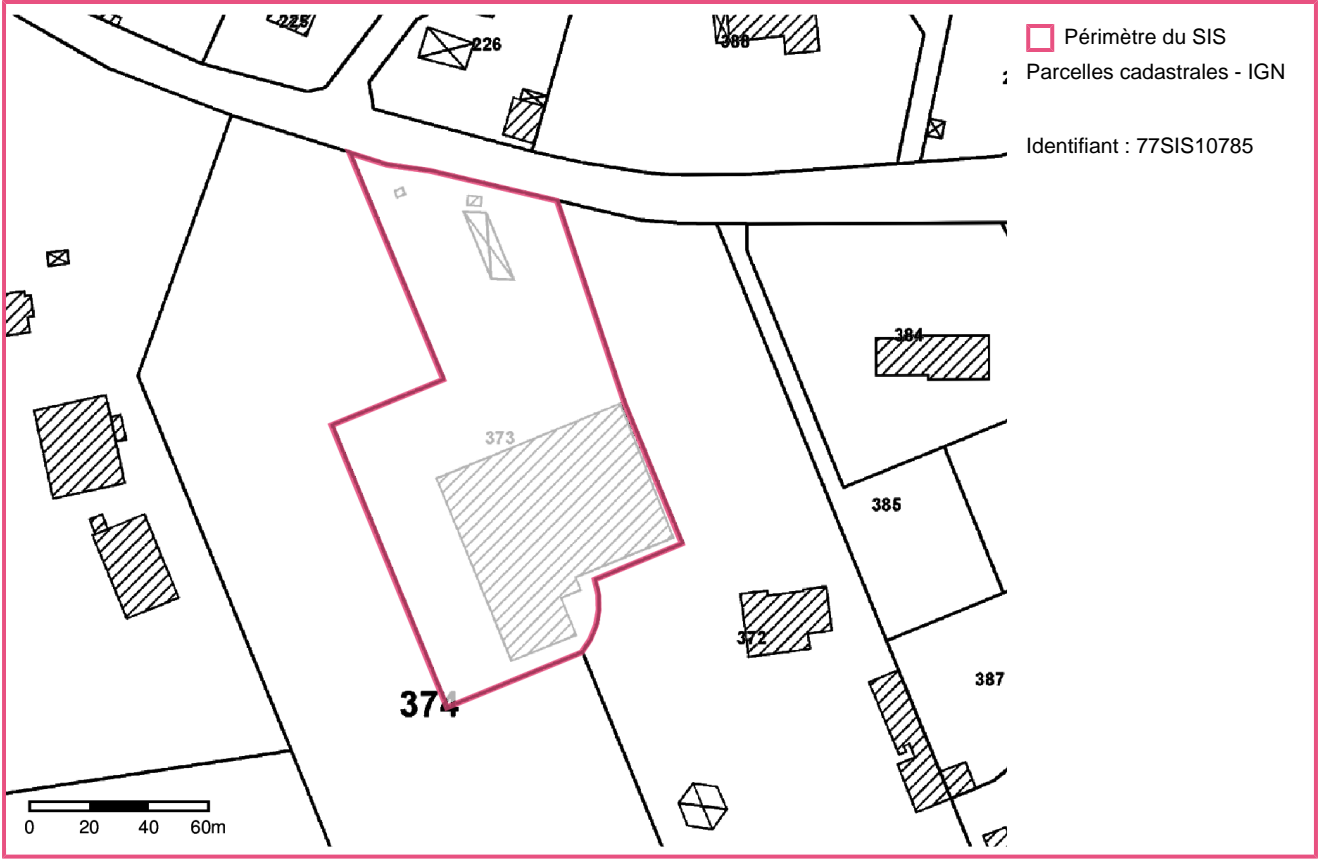 225
226
388
Périmètre du SIS
Parcelles cadastrales - IGN
Identifiant : 77SIS10785
384
373
385
372
387
374
0 20 40 60m